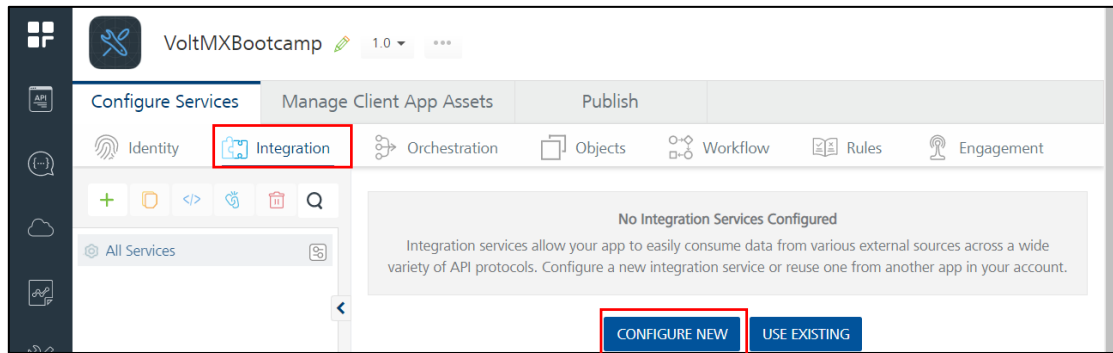 VoltMXBootcamp 1.0
API
Configure Services Manage Client App Assets Publish
Identity Integration Orchestration Objects Workflow Rules Engagement
All Services
No Integration Services Configured
Integration services allow your app to easily consume data from various external sources across a wide
variety of API protocols. Configure a new integration service or reuse one from another app in your account.
CONFIGURE NEW USE EXISTING